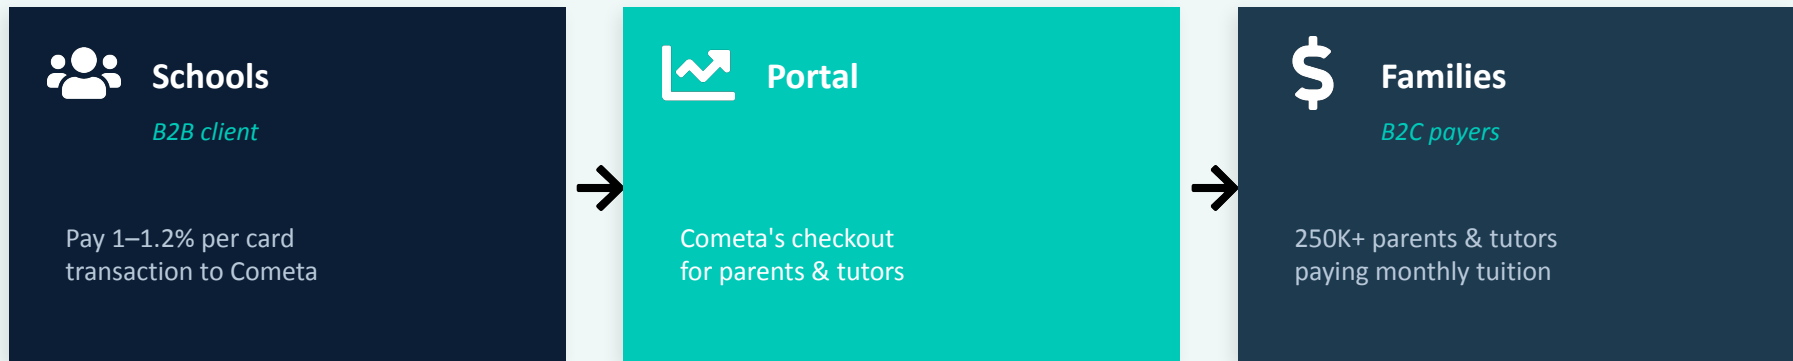 Schools
B2B client
Pay 1–1.2% per card
transaction to Cometa
Portal
Cometa's checkout
for parents & tutors
Families
B2C payers
250K+ parents & tutors
paying monthly tuition